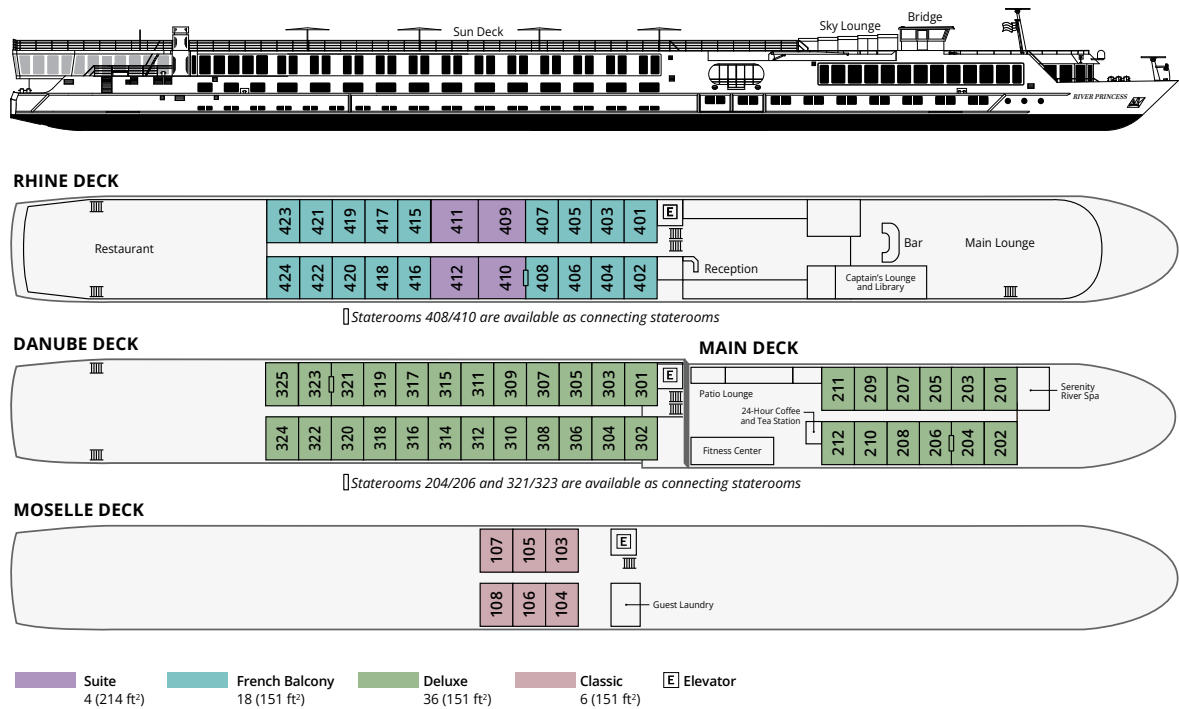 Sky Lounge
Bridge
Sun Deck
RIVER PRINCESS
RHINE DECK
423 421 419 417 415 411 409 407 405 403 401
E
Restaurant
Bar
Main Lounge
Reception
424 422 420 418 416 412 410 408 406 404 402
Captain's Lounge
and Library
Staterooms 408/410 are available as connecting staterooms
DANUBE DECK
325 323 321 319 317 315 311 309 307 305 303 301
E
324 322 320 318 316 314 312 310 308 306 304 302
MAIN DECK
Patio Lounge
211 209 207 205 203 201
Serenity
River Spa
24-Hour Coffee
and Tea Station
Fitness Center
212 210 208 206 204 202
Staterooms 204/206 and 321/323 are available as connecting staterooms
MOSELLE DECK
107 105 103
E
108 106 104
Guest Laundry
Suite
4 (214 ft²)
French Balcony
18 (151 ft²)
Deluxe
36 (151 ft²)
Classic
6 (151 ft²)
E Elevator